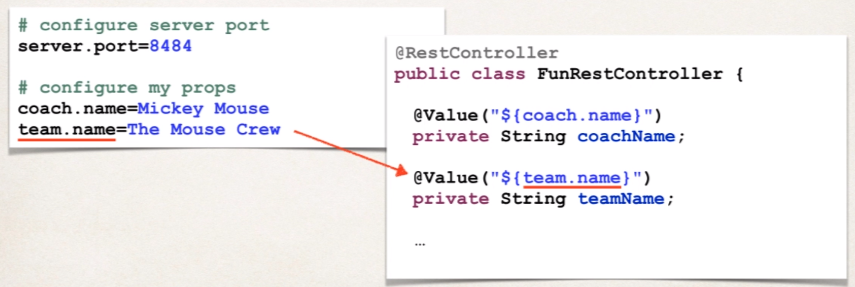 # configure server port
server.port=8484
# configure my props
coach.name=Mickey Mouse
team.name=The Mouse Crew
@RestController
public class FunRestController {
@Value("${coach.name}")
private String coachName;
@Value("${team.name}")
private String teamName;
…